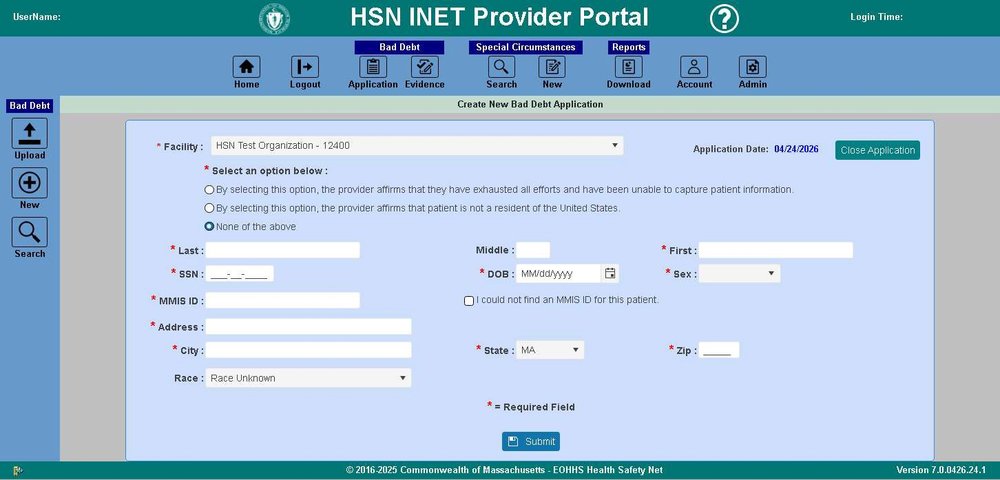 UserName:
HSN INET Provider Portal
?
Login Time:
Bad Debt
Special Circumstances
Reports
Home
Logout
Application
Evidence
Search
New
Download
Account
Admin
Bad Debt
Upload
New
Search
Create New Bad Debt Application
* Facility : HSN Test Organization - 12400
Application Date: 04/24/2026
Close Application
* Select an option below :
By selecting this option, the provider affirms that they have exhausted all efforts and have been unable to capture patient information.
By selecting this option, the provider affirms that patient is not a resident of the United States.
None of the above
* Last :
Middle :
* First :
* SSN : ___-__-____
* DOB : MM/dd/yyyy
* Sex :
* MMIS ID :
I could not find an MMIS ID for this patient.
* Address :
* City :
* State : MA
* Zip : _____
Race : Race Unknown
* = Required Field
Submit
© 2016-2025 Commonwealth of Massachusetts - EOHHS Health Safety Net
Version 7.0.0426.24.1